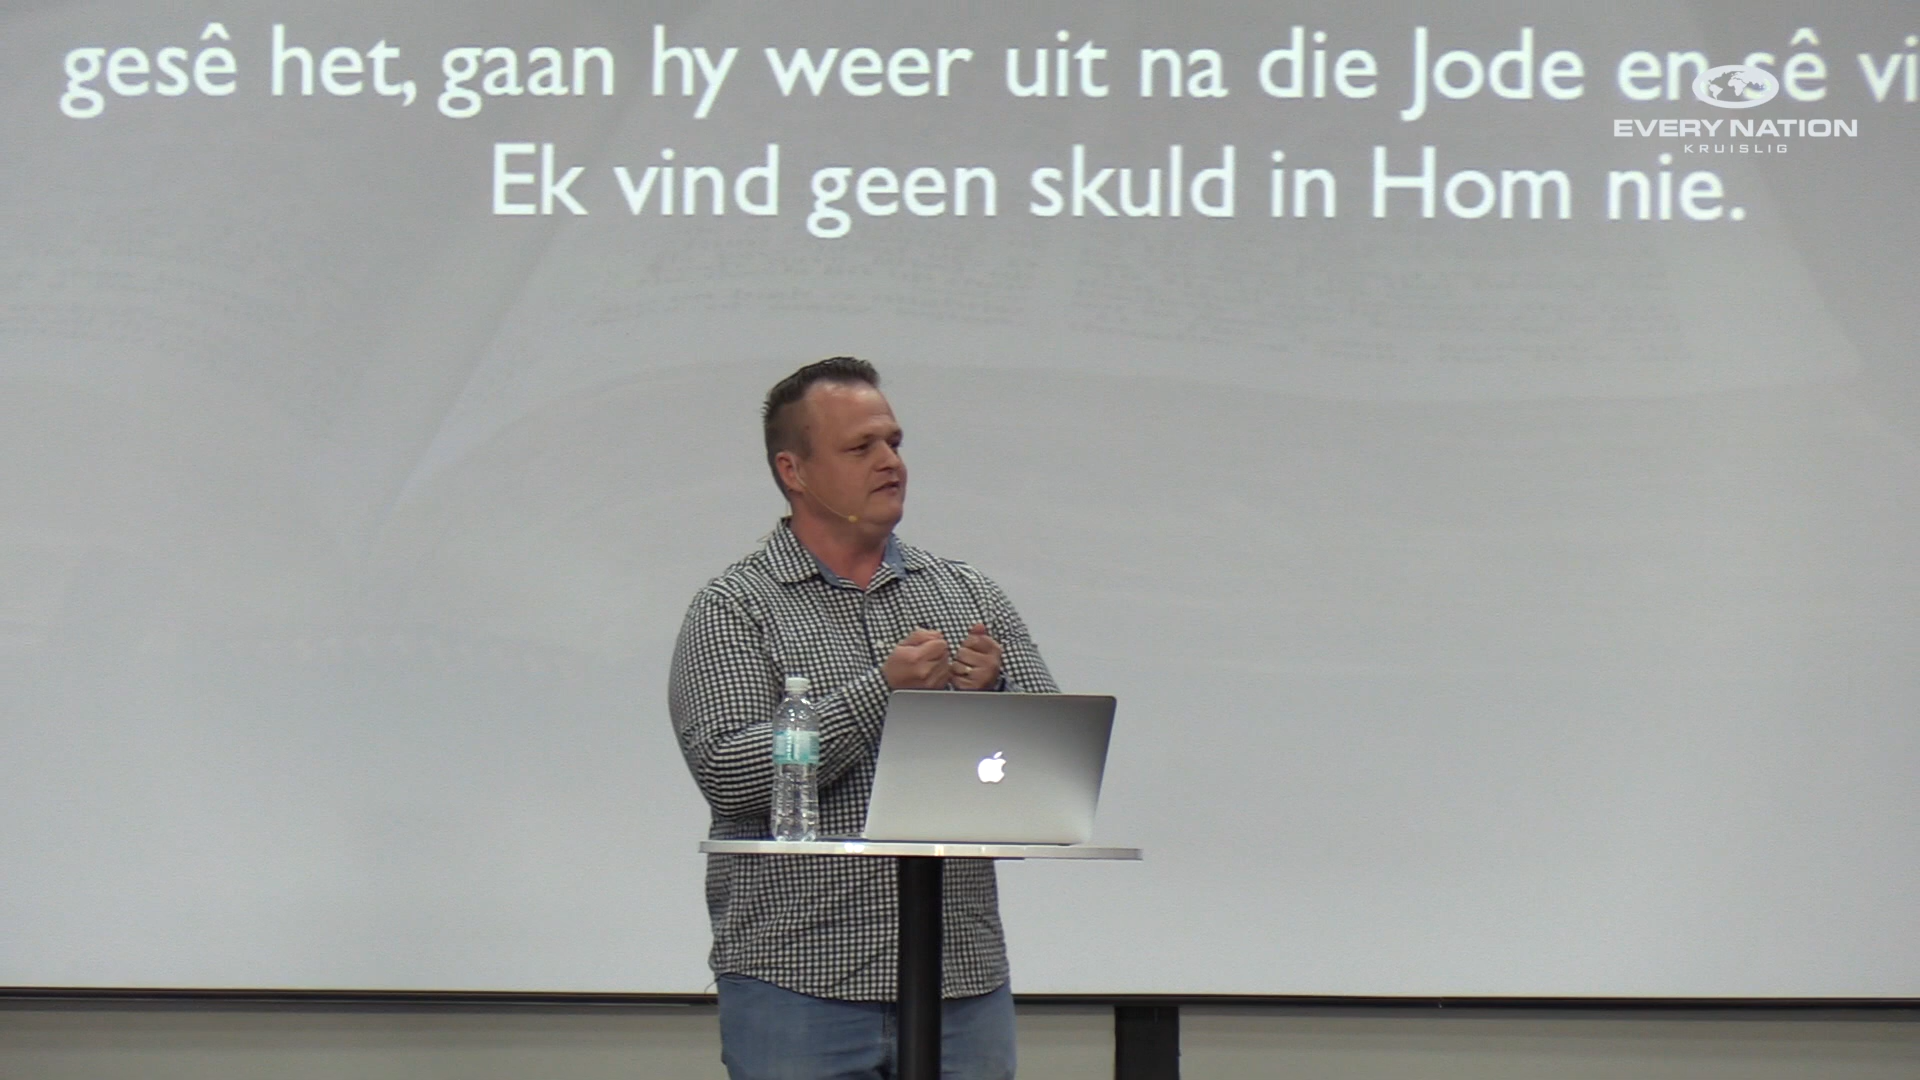 gesê het, gaan hy weer uit na die Jode en sê
Ek vind geen skuld in Hom nie.
EVERY NATION
KRUISLIG